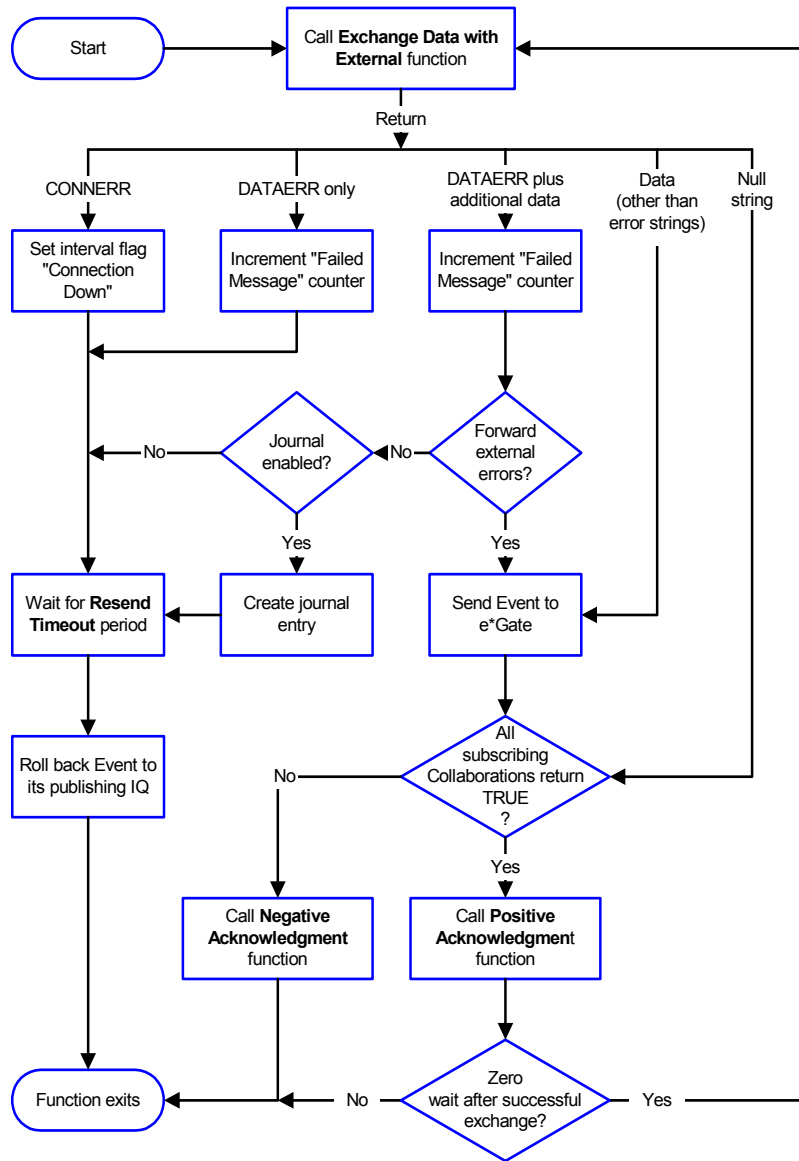 Start
Call Exchange Data with
External function
Return
CONNERR
DATAERR only
DATAERR plus
additional data
Data
(other than
error strings)
Null
string
Set interval flag
"Connection
Down"
Increment "Failed
Message" counter
Increment "Failed
Message" counter
No
Journal
enabled?
No
Forward
external
errors?
Yes
Yes
Wait for Resend
Timeout period
Create journal
entry
Send Event to
e*Gate
Roll back Event to
its publishing IQ
No
All
subscribing
Collaborations return
TRUE
?
Yes
Call Negative
Acknowledgment
function
Call Positive
Acknowledgment
function
Function exits
No
Zero
wait after successful
exchange?
Yes